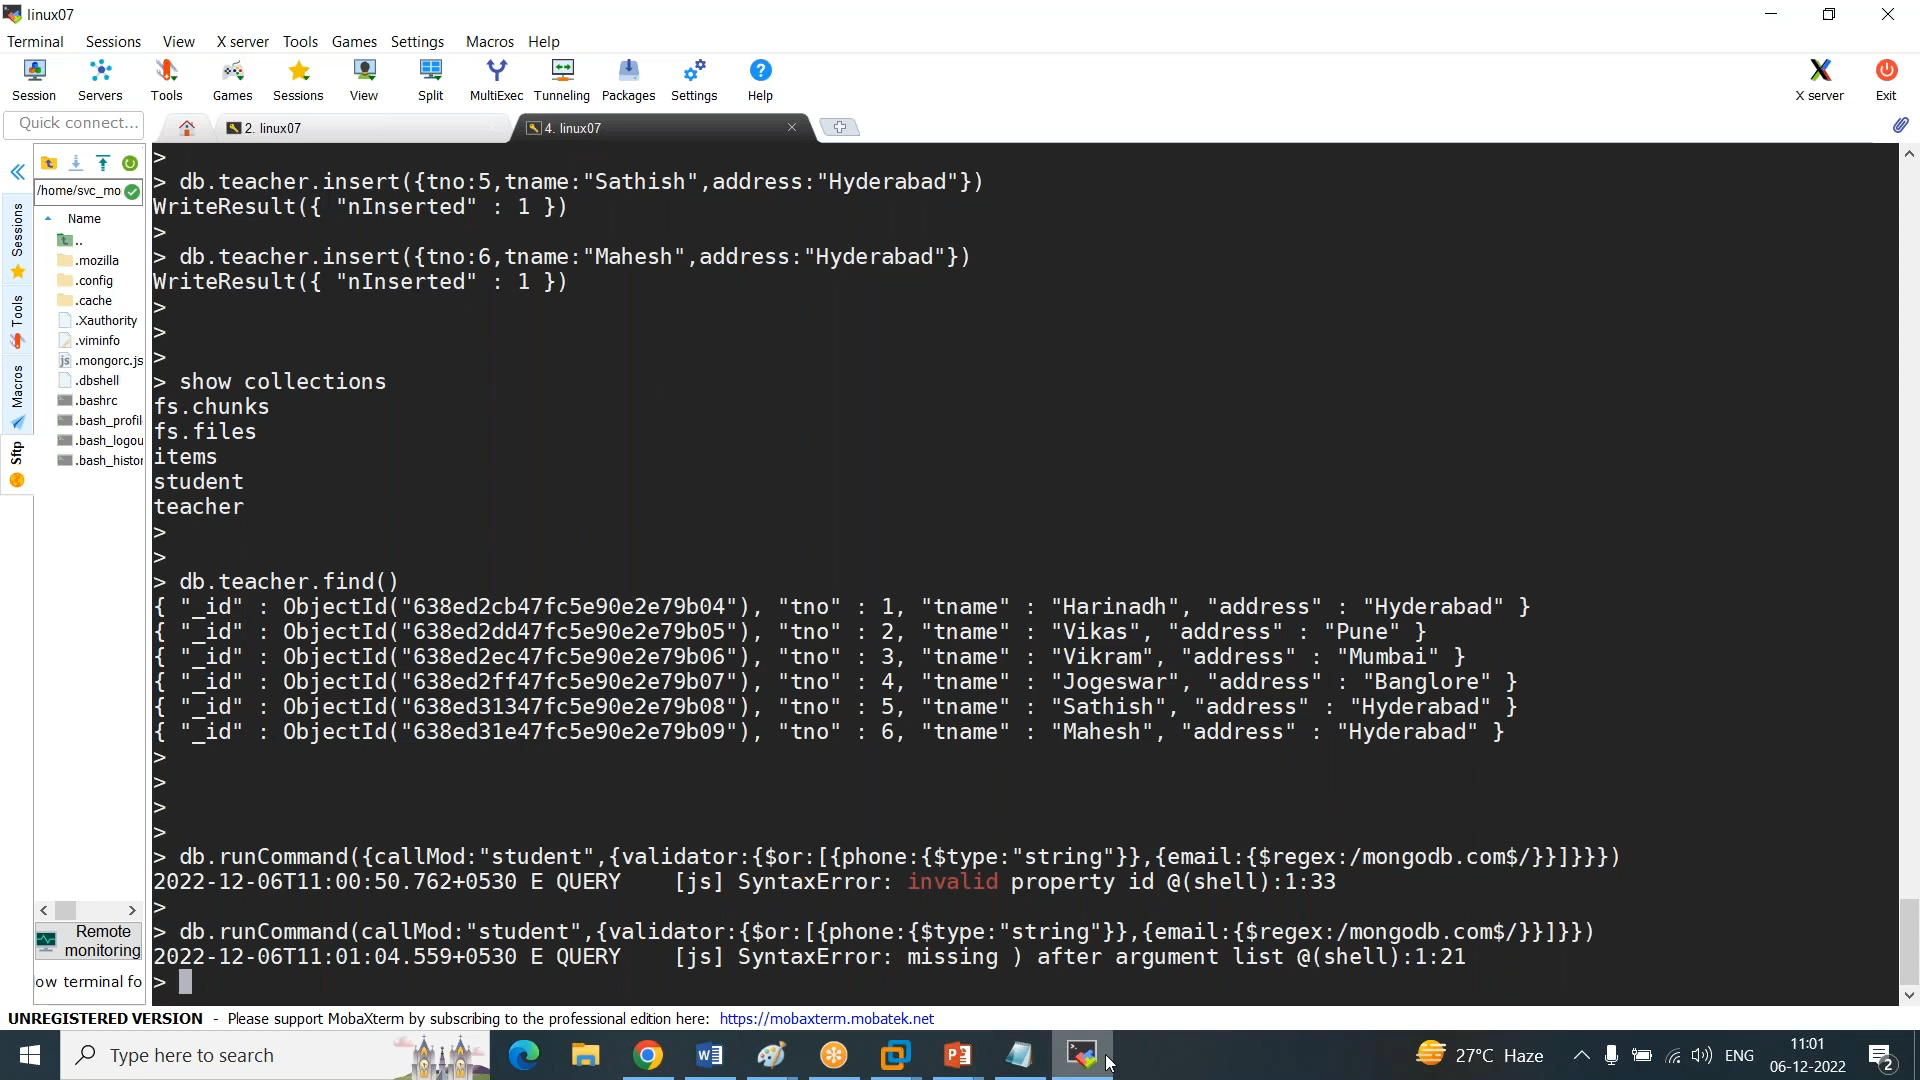 linux07
Terminal Sessions View X server Tools Games Settings Macros Help
Session Servers Tools Games Sessions View Split MultiExec Tunneling Packages Settings Help X server Exit
Quick connect...
2. linux07
4. linux07
/home/svc_mo
Name
..
.mozilla
.config
.cache
.Xauthority
.viminfo
.mongorc.js
.dbshell
.bashrc
.bash_profil
.bash_logou
.bash_histor
Sessions
Tools
Macros
Sftp
Remote
monitoring
ow terminal fo
>
> db.teacher.insert({tno:5,tname:"Sathish",address:"Hyderabad"})
WriteResult({ "nInserted" : 1 })
>
> db.teacher.insert({tno:6,tname:"Mahesh",address:"Hyderabad"})
WriteResult({ "nInserted" : 1 })
>
>
>
> show collections
fs.chunks
fs.files
items
student
teacher
>
>
> db.teacher.find()
{ "_id" : ObjectId("638ed2cb47fc5e90e2e79b04"), "tno" : 1, "tname" : "Harinadh", "address" : "Hyderabad" }
{ "_id" : ObjectId("638ed2dd47fc5e90e2e79b05"), "tno" : 2, "tname" : "Vikas", "address" : "Pune" }
{ "_id" : ObjectId("638ed2ec47fc5e90e2e79b06"), "tno" : 3, "tname" : "Vikram", "address" : "Mumbai" }
{ "_id" : ObjectId("638ed2ff47fc5e90e2e79b07"), "tno" : 4, "tname" : "Jogeswar", "address" : "Banglore" }
{ "_id" : ObjectId("638ed31347fc5e90e2e79b08"), "tno" : 5, "tname" : "Sathish", "address" : "Hyderabad" }
{ "_id" : ObjectId("638ed31e47fc5e90e2e79b09"), "tno" : 6, "tname" : "Mahesh", "address" : "Hyderabad" }
>
>
>
>
> db.runCommand({callMod:"student",{validator:{$or:[{phone:{$type:"string"}},{email:{$regex:/mongodb.com$/}}]}}})
2022-12-06T11:00:50.762+0530 E QUERY    [js] SyntaxError: invalid property id @(shell):1:33
>
> db.runCommand(callMod:"student",{validator:{$or:[{phone:{$type:"string"}},{email:{$regex:/mongodb.com$/}}]}})
2022-12-06T11:01:04.559+0530 E QUERY    [js] SyntaxError: missing ) after argument list @(shell):1:21
>
UNREGISTERED VERSION - Please support MobaXterm by subscribing to the professional edition here: https://mobaxterm.mobatek.net
Type here to search
27°C Haze
ENG
11:01
06-12-2022
2